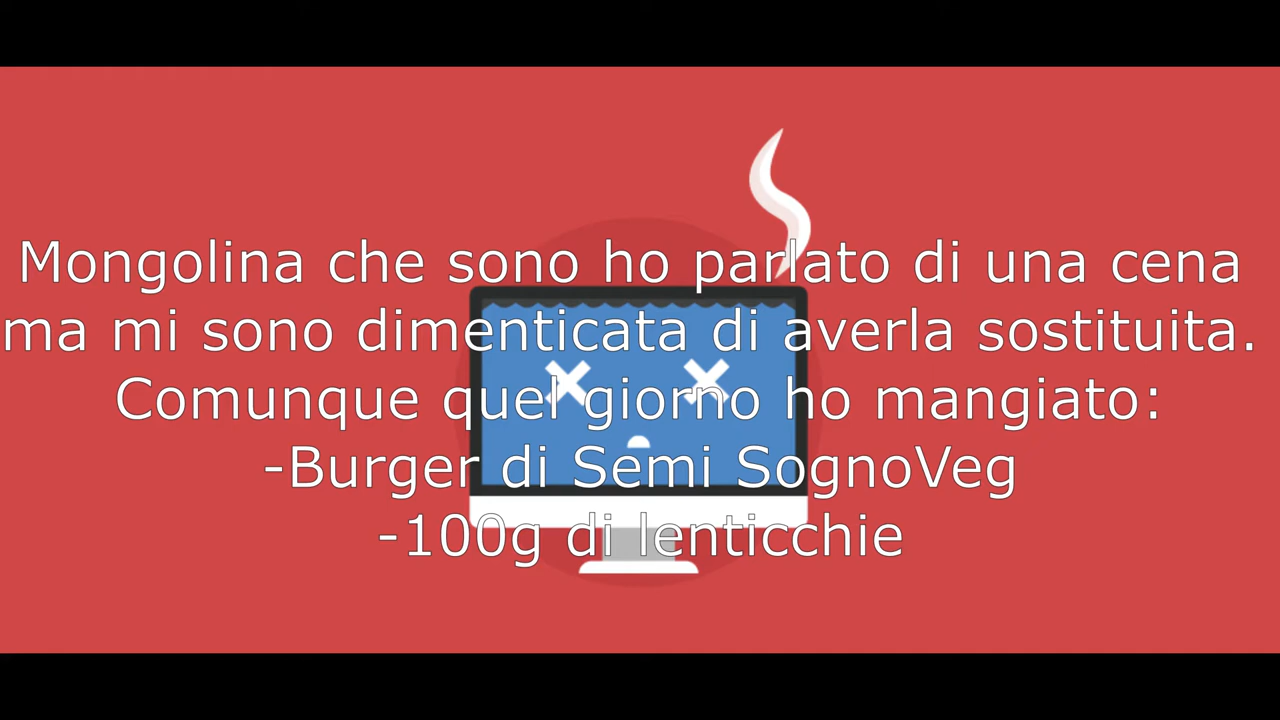 Mongolina che sono ho parlato di una cena
ma mi sono dimenticata di averla sostituita.
Comunque quel giorno ho mangiato:
-Burger di Semi SognoVeg
-100g di lenticchie